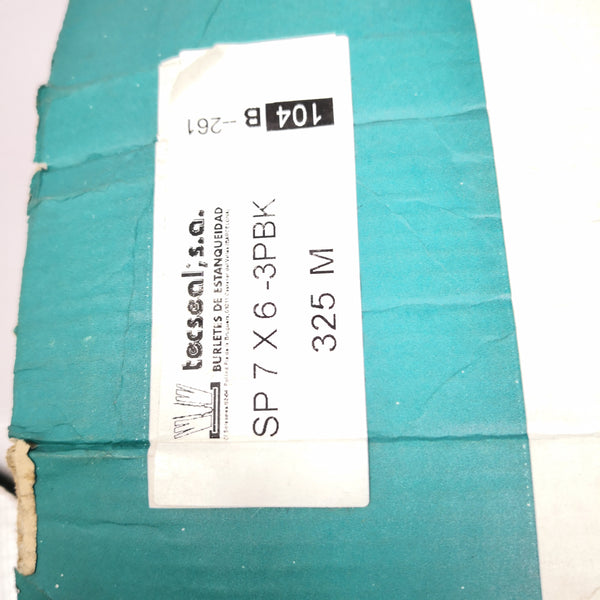 tecseal, s.a.
BURLETES DE ESTANQUEIDAD
SP 7 X 6 -3PBK
325 M
104 B--261